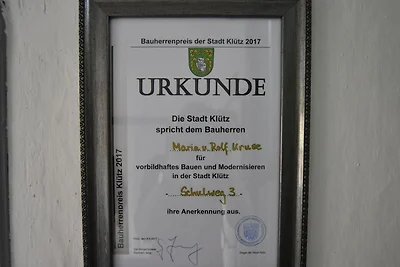 Bauherrenpreis der Stadt Klütz 2017
URKUNDE
Die Stadt Klütz
spricht dem Bauherren
Maria u. Rolf Kruse
für
vorbildhaftes Bauen und Modernisieren
in der Stadt Klütz
Schulweg 3
ihre Anerkennung aus.
Bauherrenpreis Klütz 2017